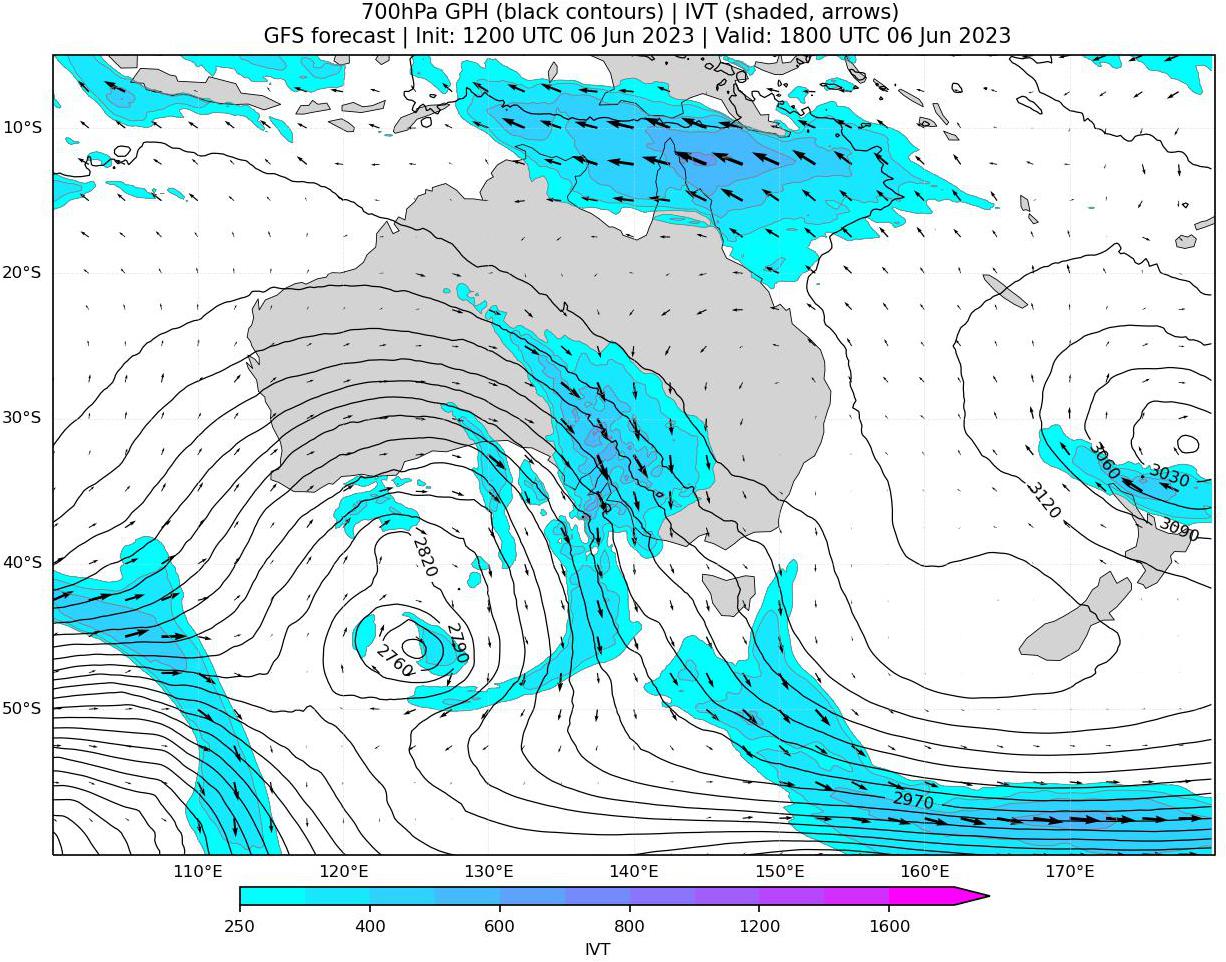 700hPa GPH (black contours) | IVT (shaded, arrows)
GFS forecast | Init: 1200 UTC 06 Jun 2023 | Valid: 1800 UTC 06 Jun 2023
10°S
20°S
30°S
3060
3030
3120
3090
2820
40°S
2790
2760
50°S
2970
110°E 120°E 130°E 140°E 150°E 160°E 170°E
250 400 600 800 1200 1600
IVT